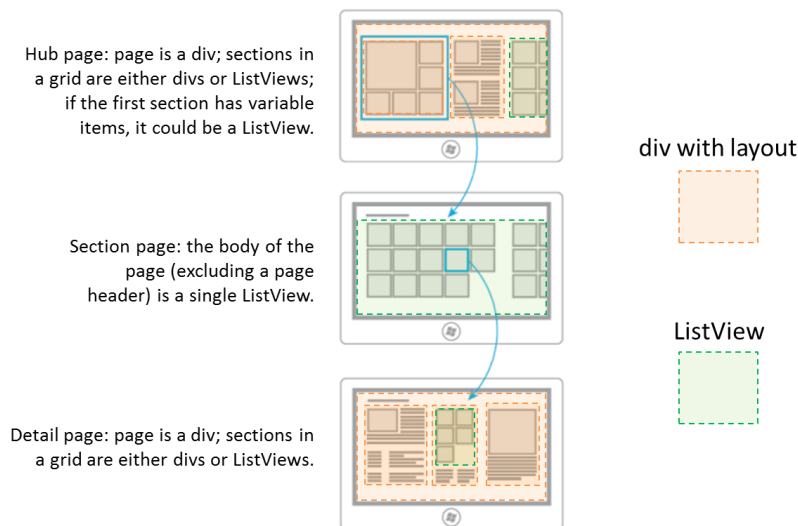 Hub page: page is a div; sections in
a grid are either divs or ListViews;
if the first section has variable
items, it could be a ListView.
div with layout
Section page: the body of the
page (excluding a page
header) is a single ListView.
ListView
Detail page: page is a div; sections in
a grid are either divs or ListViews.